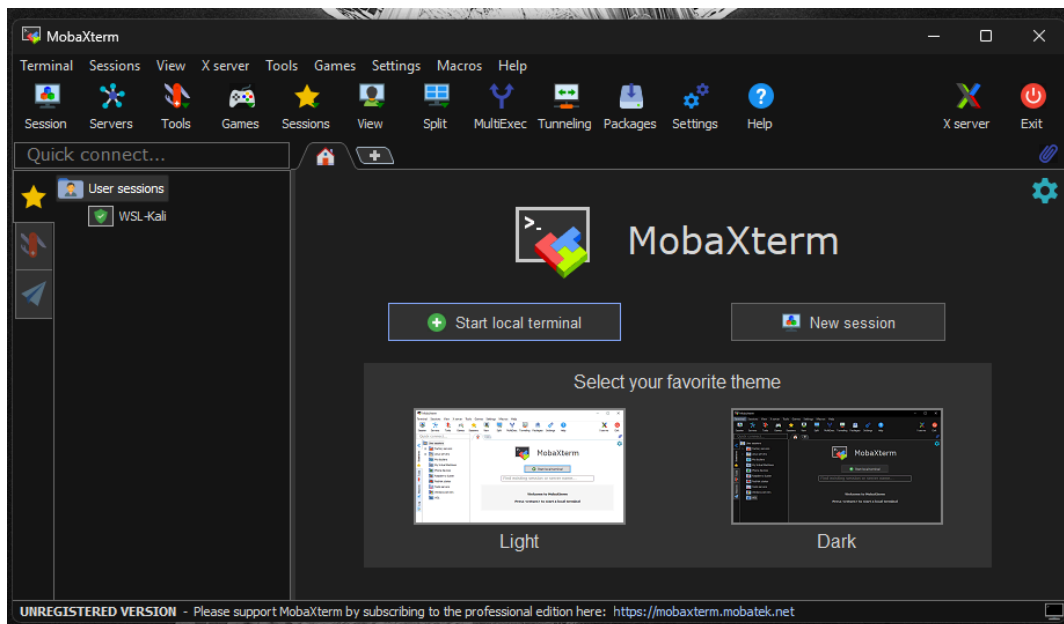 MobaXterm
Terminal Sessions View X server Tools Games Settings Macros Help
Session Servers Tools Games Sessions View Split MultiExec Tunneling Packages Settings Help X server Exit
Quick connect...
User sessions
WSL-Kali
>_
MobaXterm
Start local terminal
New session
Select your favorite theme
MobaXterm
MobaXterm
Light
Dark
UNREGISTERED VERSION - Please support MobaXterm by subscribing to the professional edition here: https://mobaxterm.mobatek.net